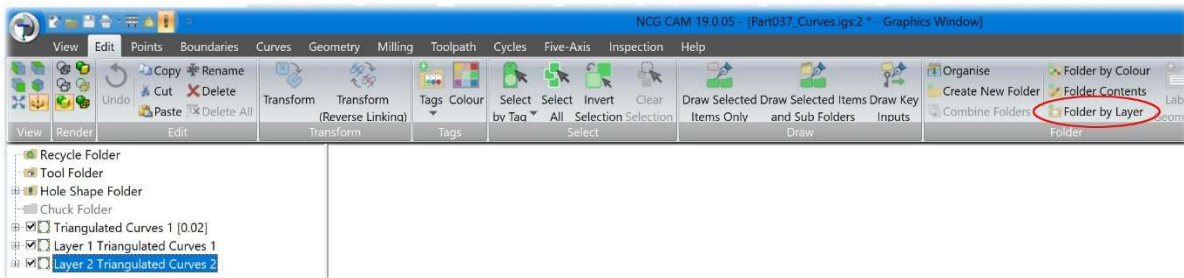 NCG CAM 19.0.05 - [Part037_Curves.igs:2 * - Graphics Window]
View Edit Points Boundaries Curves Geometry Milling Toolpath Cycles Five-Axis Inspection Help
Copy Rename Organise Folder by Colour
Cut Delete Create New Folder Folder Contents
Undo Transform Transform Tags Colour Select Select Invert Clear Draw Selected Draw Selected Items Draw Key
Paste Delete All (Reverse Linking) by Tag All Selection Selection Items Only and Sub Folders Inputs Combine Folders Folder by Layer
View Render Edit Transform Tags Select Draw Folder
Recycle Folder
Tool Folder
Hole Shape Folder
Chuck Folder
Triangulated Curves 1 [0.02]
Layer 1 Triangulated Curves 1
Layer 2 Triangulated Curves 2